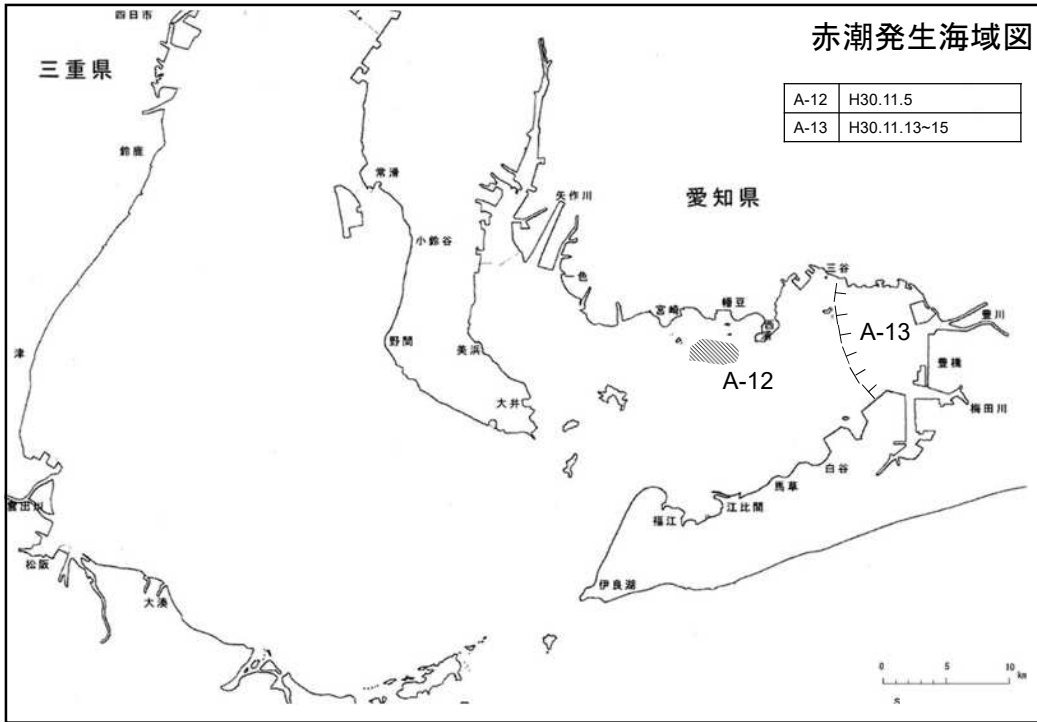 四日市
赤潮発生海域図
三重県
A-12 H30.11.5
A-13 H30.11.13~15
鈴鹿
常滑
矢作川
愛知県
小鈴谷
一色
三谷
宮崎
幡豆
西浦
豊川
A-13
野間
美浜
豊橋
津
A-12
大井
梅田川
白谷
馬草
江比間
福江
松阪
伊良湖
大湊
0 5 10
km
S